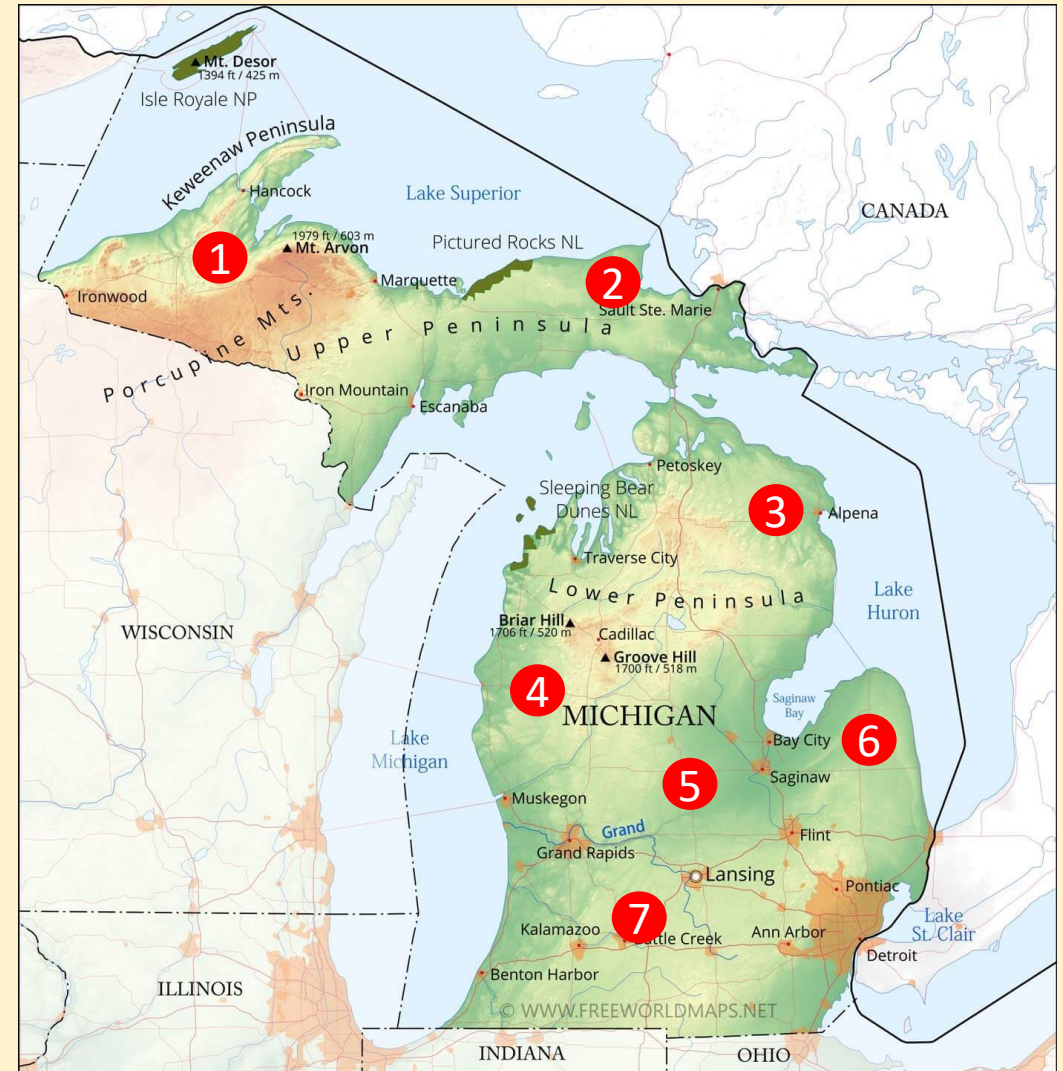 Mt. Desor
1394 ft / 425 m
Isle Royale NP
Keweenaw Peninsula
Hancock
Lake Superior
CANADA
1979 ft / 603 m
Mt. Arvon
Pictured Rocks NL
1
2
Marquette
Ironwood
Sault Ste. Marie
Porcupine Mts.
Upper Peninsula
Iron Mountain
Escanaba
Petoskey
Sleeping Bear
Dunes NL
3
Alpena
Traverse City
Lower Peninsula
Lake
Huron
Briar Hill
1706 ft / 520 m
WISCONSIN
Cadillac
Groove Hill
1700 ft / 518 m
4
MICHIGAN
Saginaw
Bay
Lake
Michigan
Bay City
6
Saginaw
5
Muskegon
Grand
Flint
Grand Rapids
Lansing
Pontiac
7
Kalamazoo
Creek
Ann Arbor
Lake
St. Clair
Detroit
Benton Harbor
ILLINOIS
© WWW.FREEWORLDMAPS.NET
INDIANA
OHIO